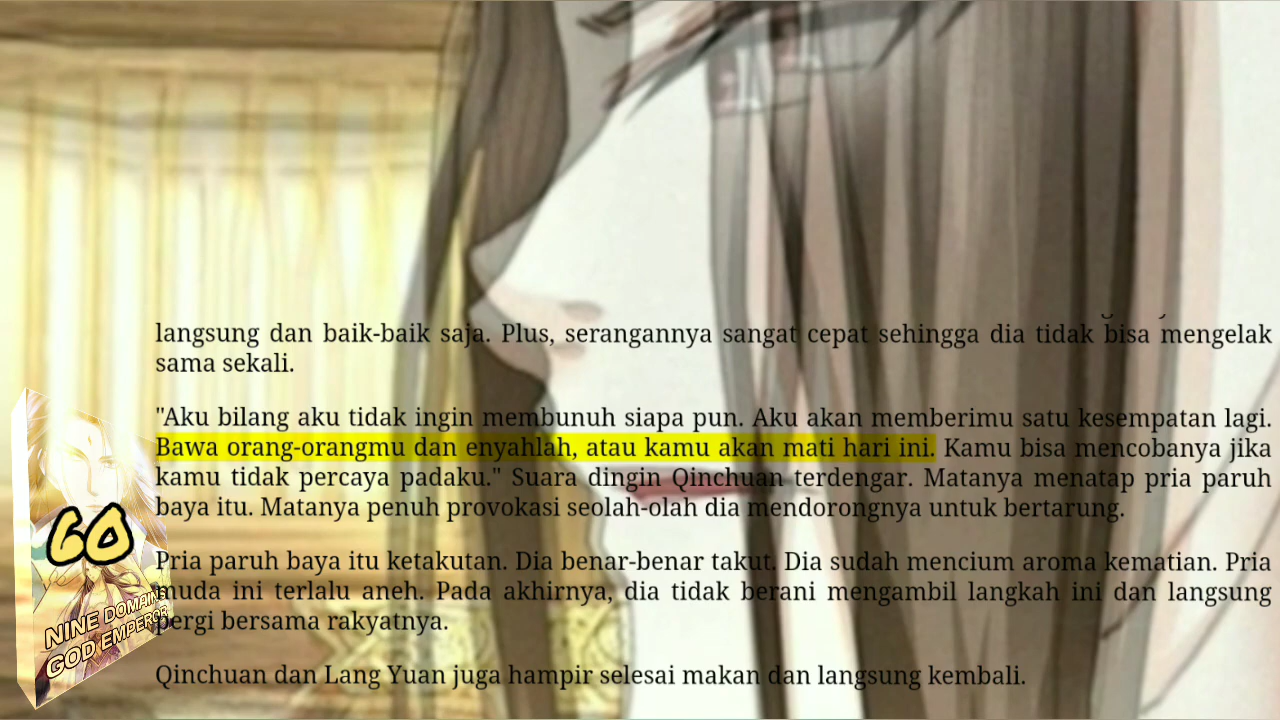 langsung dan baik-baik saja. Plus, serangannya sangat cepat sehingga dia tidak bisa mengelak
sama sekali.
"Aku bilang aku tidak ingin membunuh siapa pun. Aku akan memberimu satu kesempatan lagi.
Bawa orang-orangmu dan enyahlah, atau kamu akan mati hari ini. Kamu bisa mencobanya jika
kamu tidak percaya padaku." Suara dingin Qinchuan terdengar. Matanya menatap pria paruh
baya itu. Matanya penuh provokasi seolah-olah dia mendorongnya untuk bertarung.
Pria paruh baya itu ketakutan. Dia benar-benar takut. Dia sudah mencium aroma kematian. Pria
muda ini terlalu aneh. Pada akhirnya, dia tidak berani mengambil langkah ini dan langsung
pergi bersama rakyatnya.
Qinchuan dan Lang Yuan juga hampir selesai makan dan langsung kembali.
60
NINE DOMAINS
GOD EMPEROR